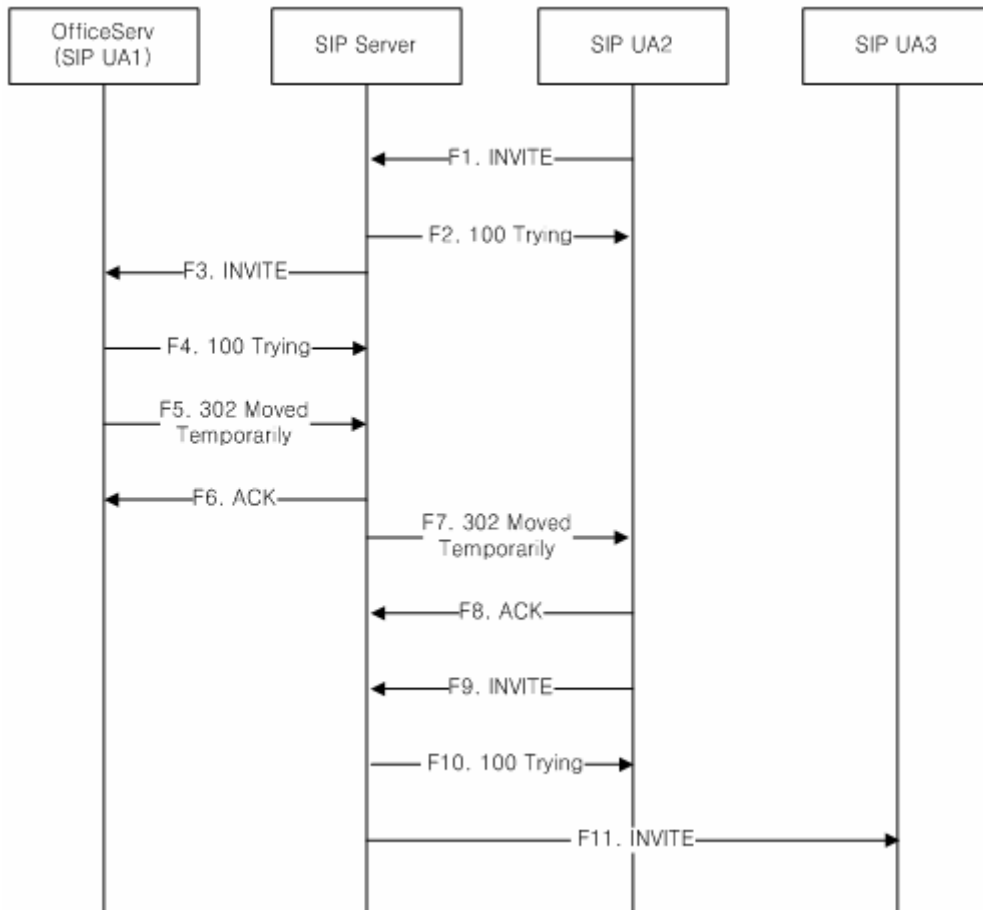 OfficeServ
(SIP UA1)
SIP Server
SIP UA2
SIP UA3
F1. INVITE
F2. 100 Trying
F3. INVITE
F4. 100 Trying
F5. 302 Moved
Temporarily
F6. ACK
F7. 302 Moved
Temporarily
F8. ACK
F9. INVITE
F10. 100 Trying
F11. INVITE